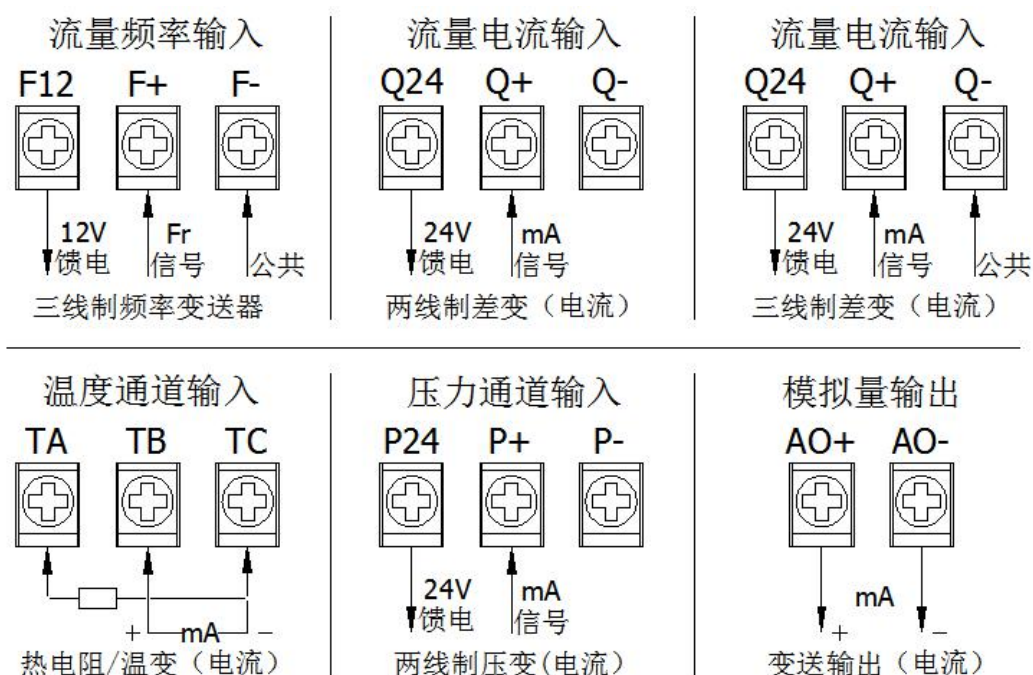 流量频率输入
F12 F+ F-
12V 馈电
Fr 信号
公共
三线制频率变送器
流量电流输入
Q24 Q+ Q-
24V 馈电
mA 信号
两线制差变（电流）
流量电流输入
Q24 Q+ Q-
24V 馈电
mA 信号
公共
三线制差变（电流）
温度通道输入
TA TB TC
+ mA -
热电阻/温变（电流）
压力通道输入
P24 P+ P-
24V 馈电
mA 信号
两线制压变(电流）
模拟量输出
AO+ AO-
mA
+ -
变送输出（电流）